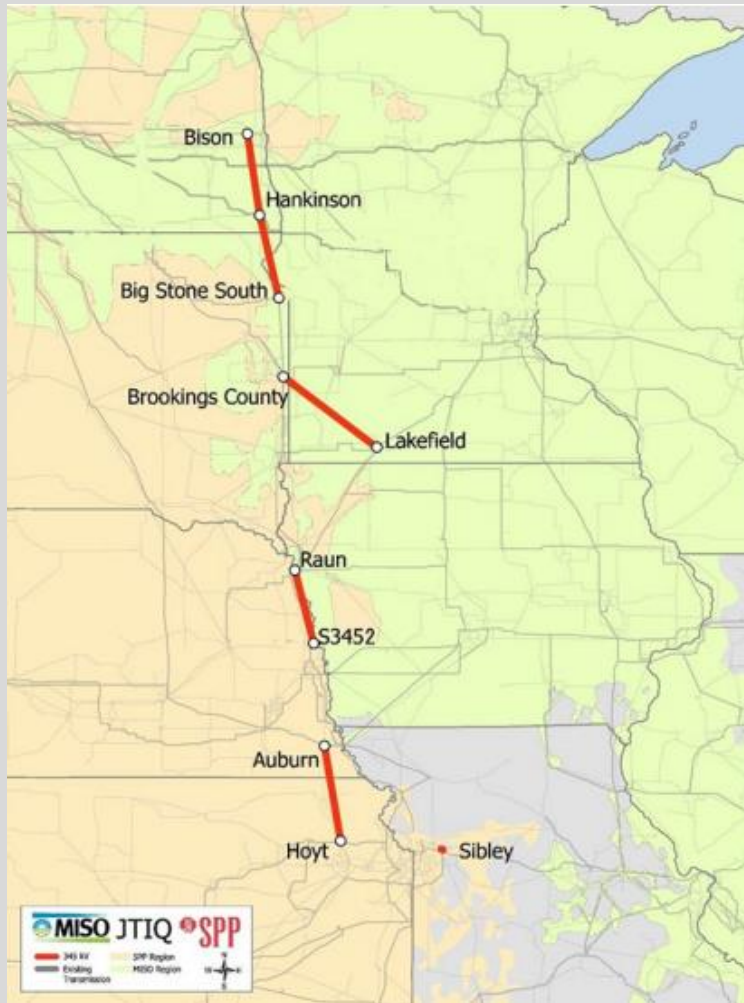 Bison
Hankinson
Big Stone South
Brookings County
Lakefield
Raun
S3452
Auburn
Hoyt
Sibley
MISO JTIQ SPP
345 kV
SPP Region
Existing
Transmission
MISO Region